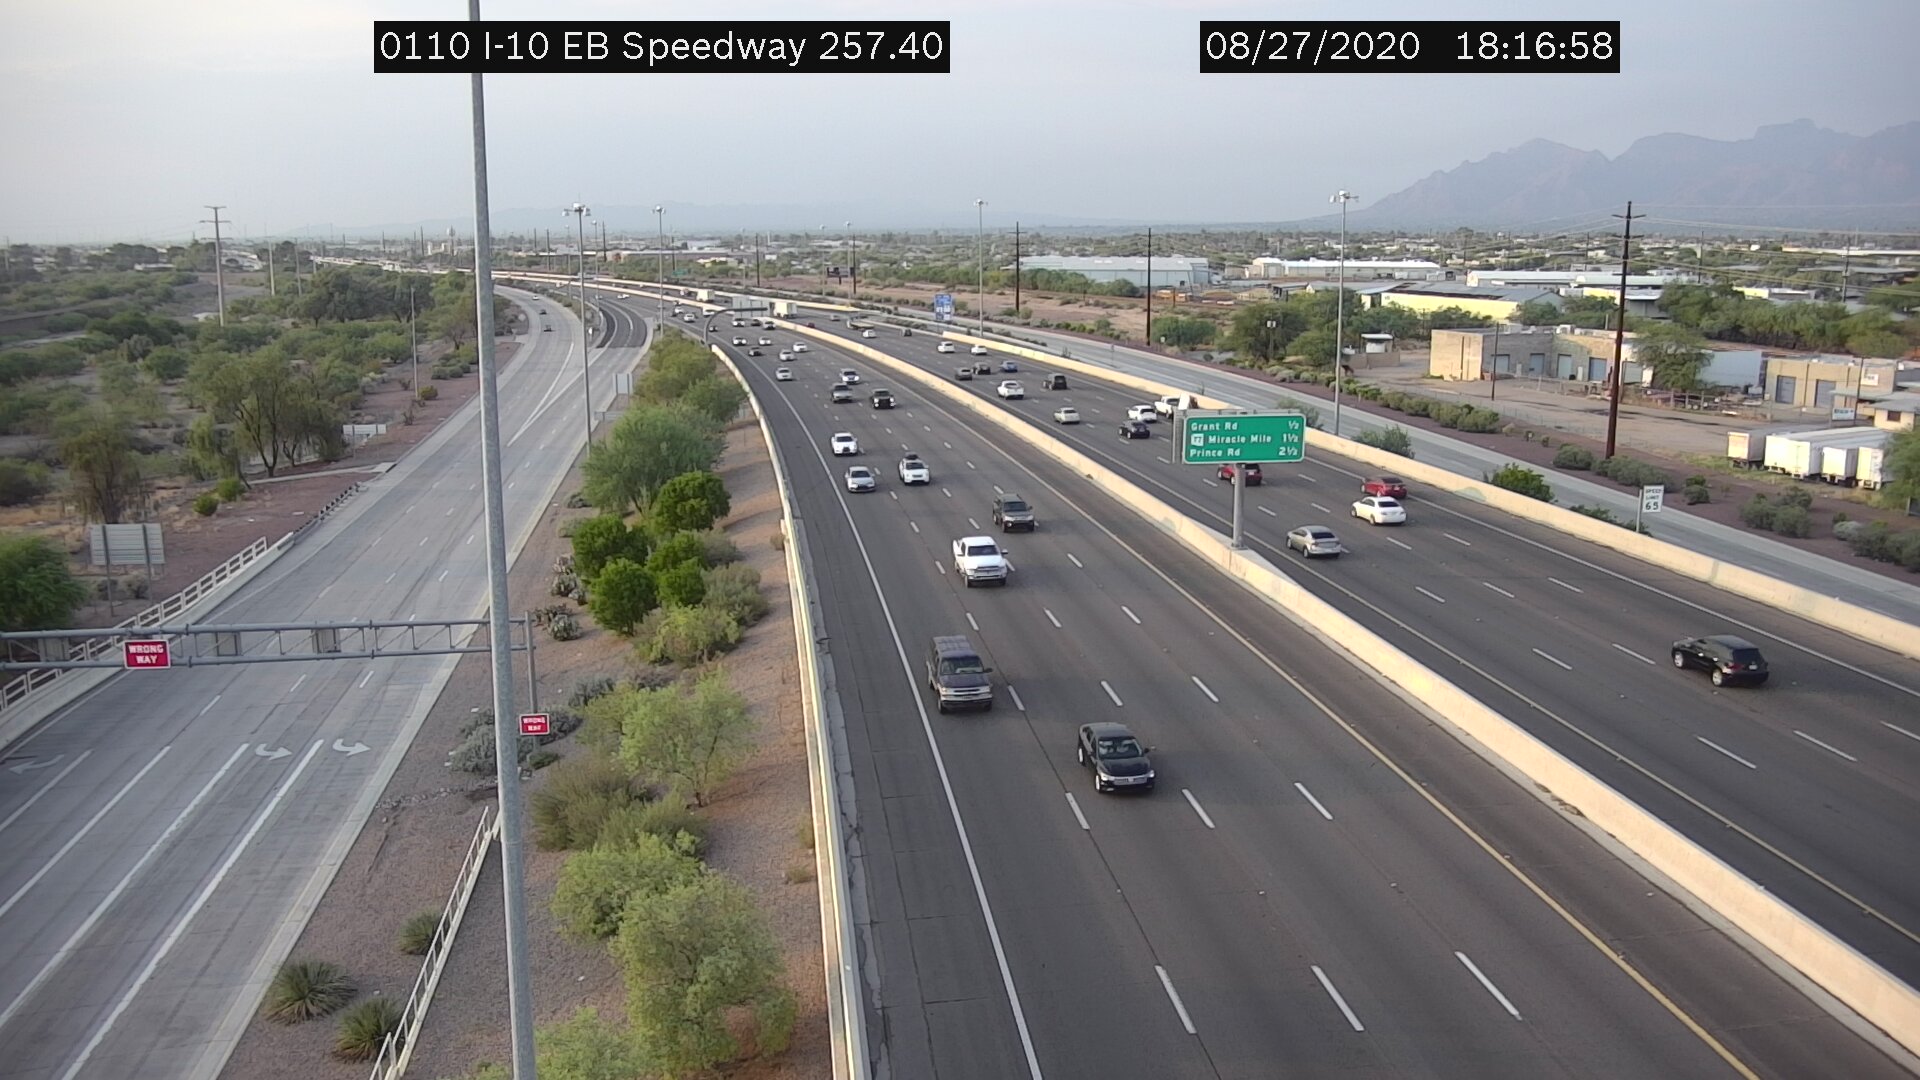 0110 I-10 EB Speedway 257.40
08/27/2020 18:16:58
Grant Rd ½
77 Miracle Mile 1½
Prince Rd 2½
SPEED
LIMIT
65
WRONG
WAY
WRONG
WAY